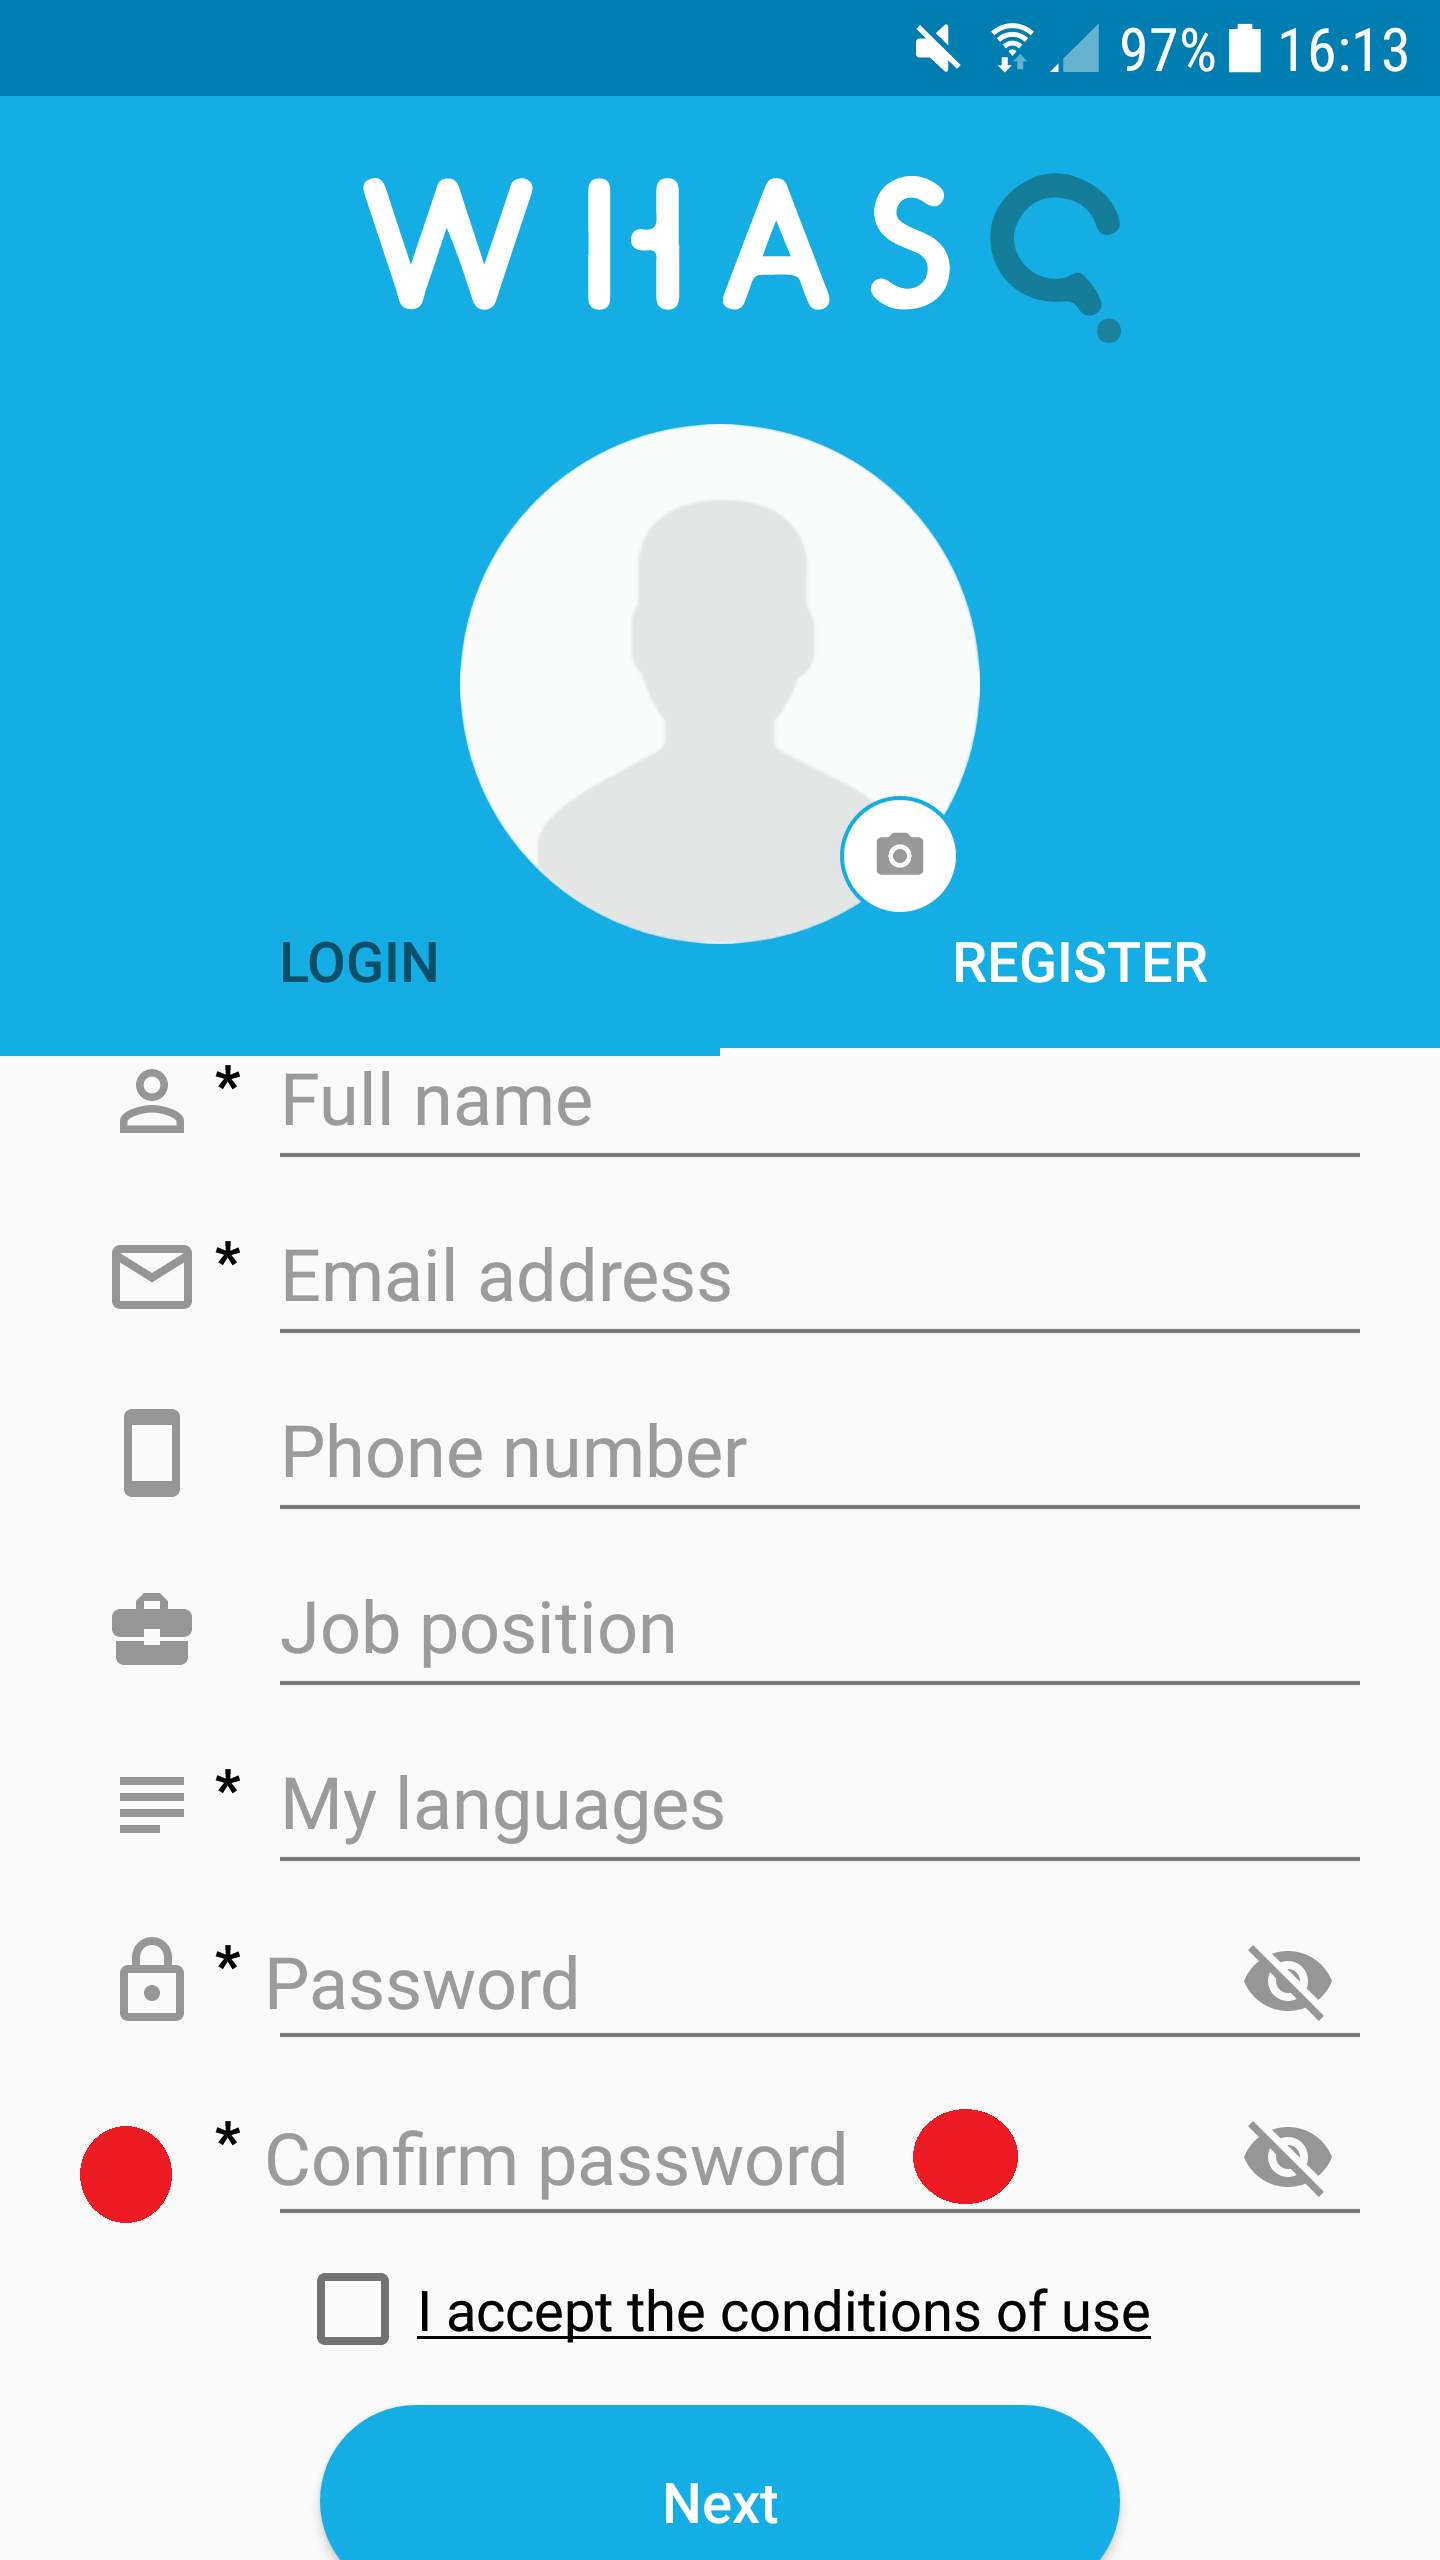 97% 16:13
WHAS?
LOGIN
REGISTER
* Full name
* Email address
Phone number
Job position
* My languages
* Password
* Confirm password
I accept the conditions of use
Next